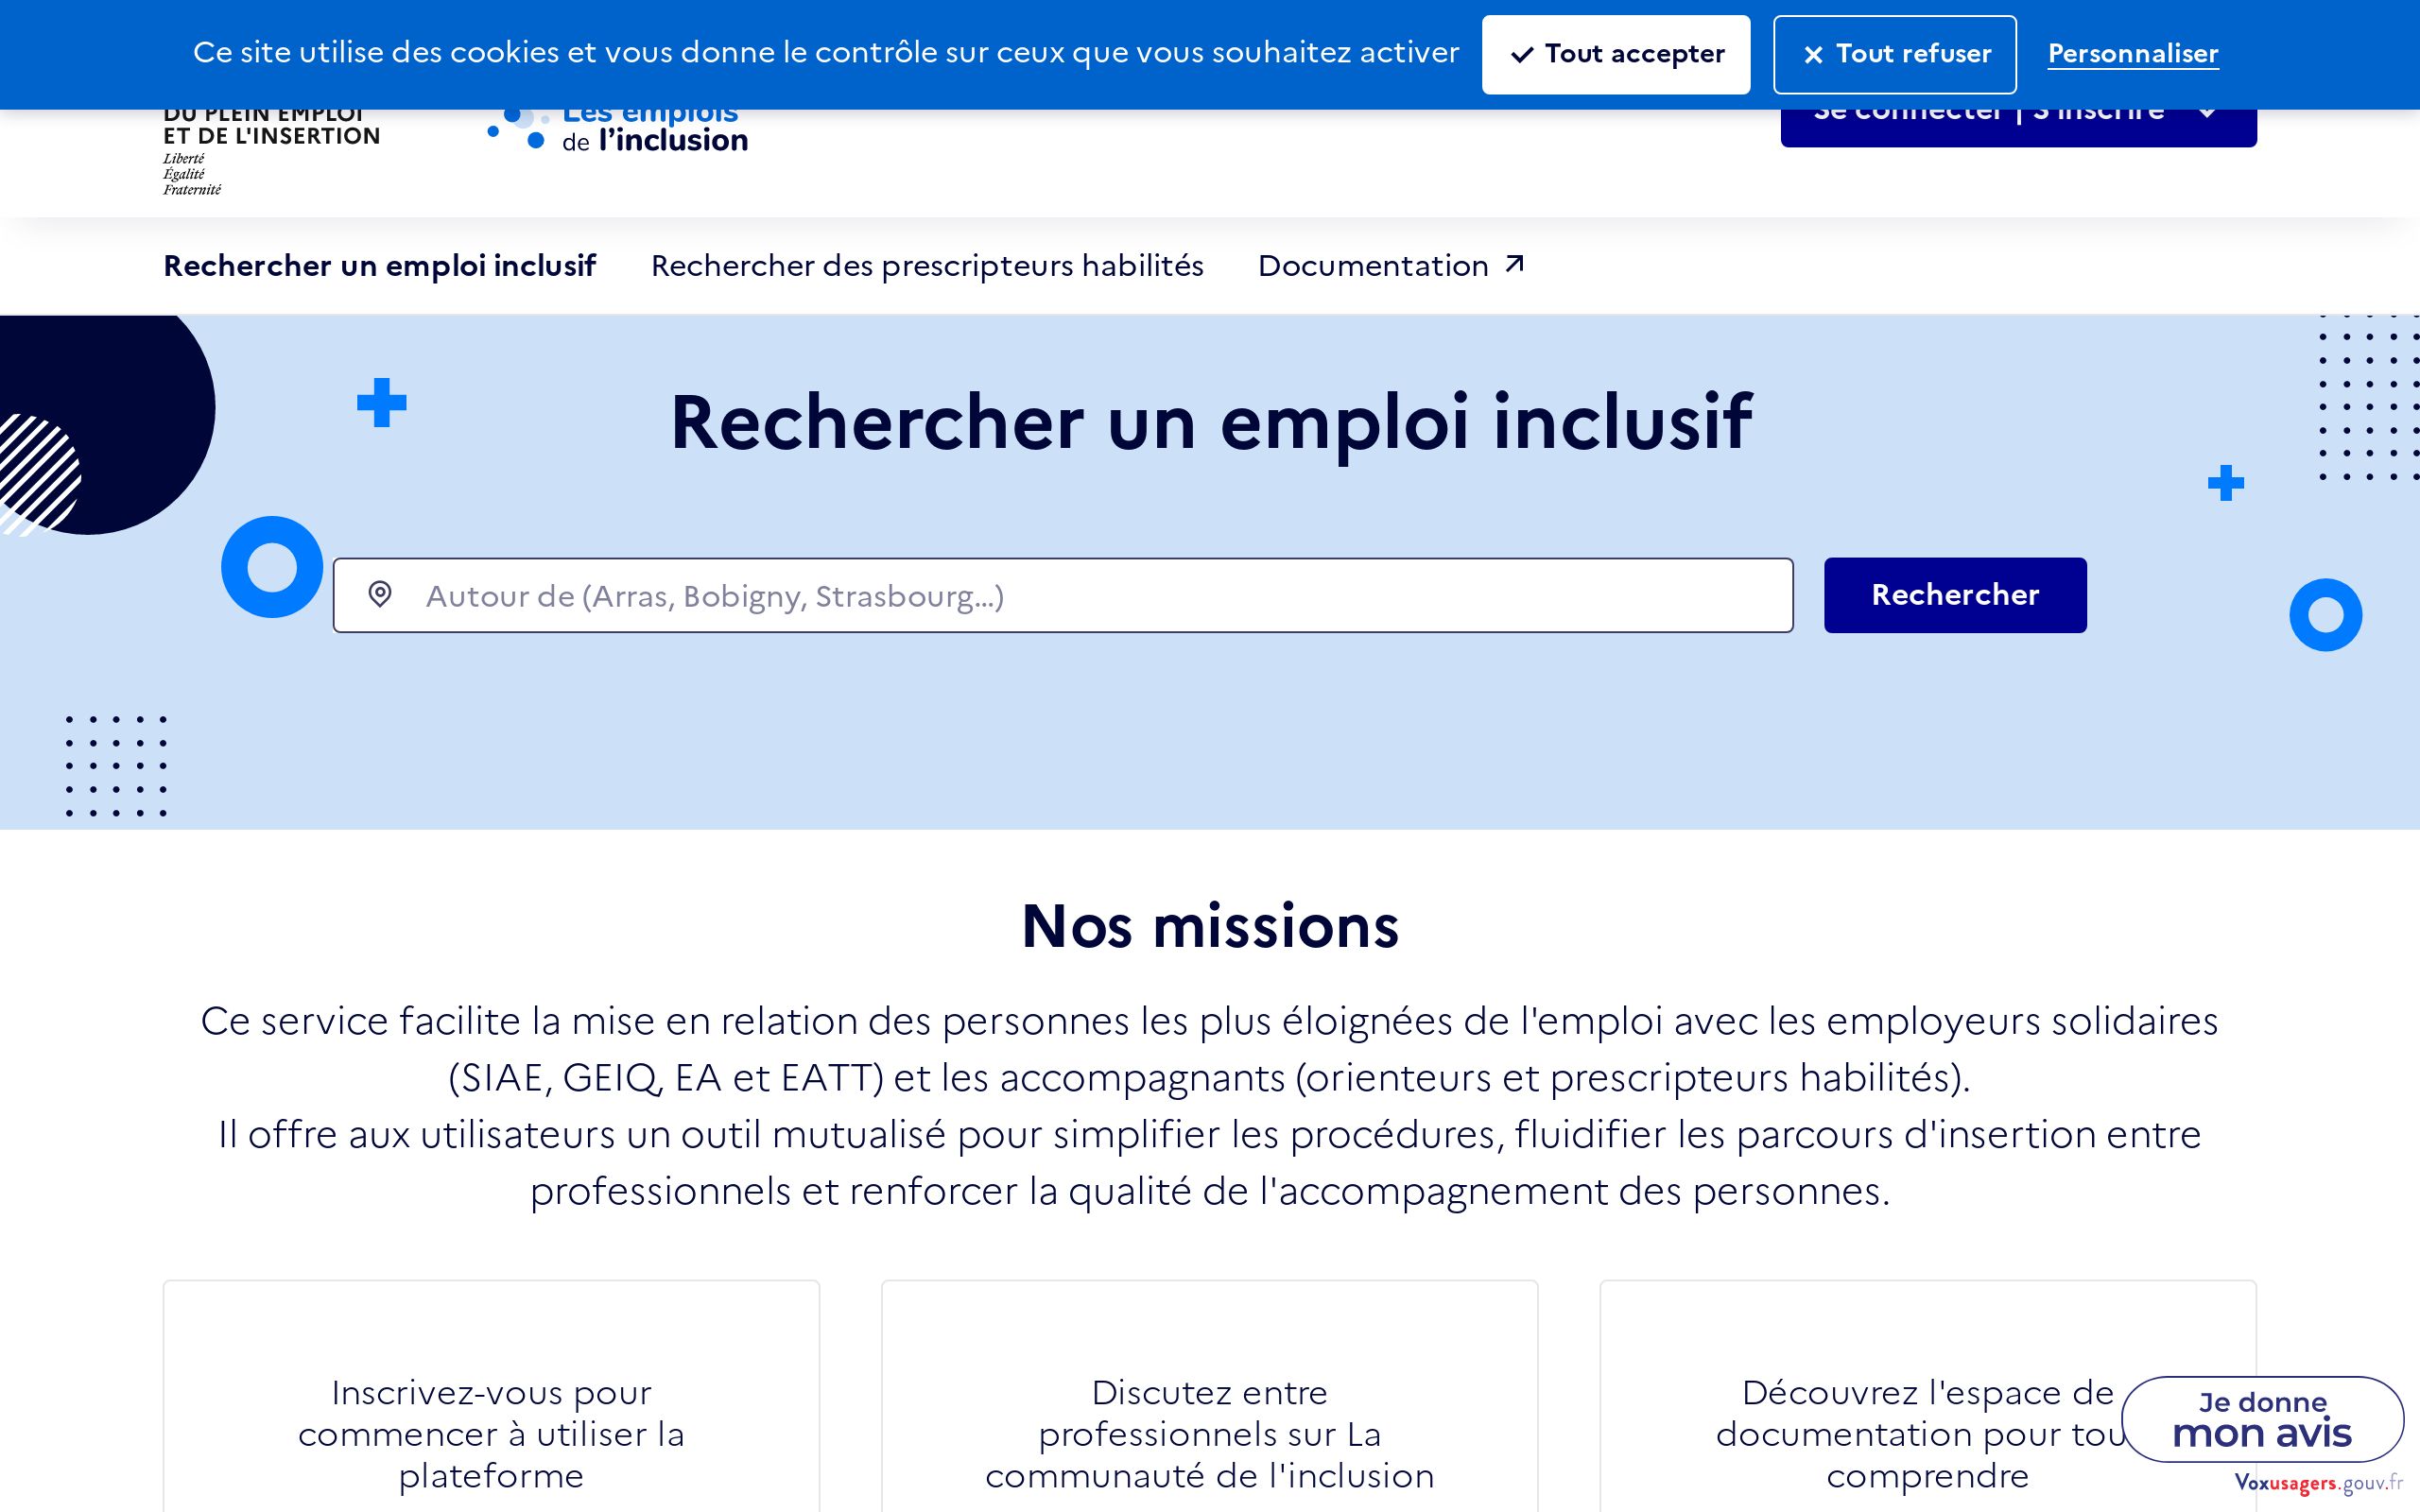 Ce site utilise des cookies et vous donne le contrôle sur ceux que vous souhaitez activer
Tout accepter
Tout refuser
Personnaliser
DU PLEIN EMPLOI
ET DE L'INSERTION
Liberté
Égalité
Fraternité
Les emplois
de l'inclusion
Se connecter | S'inscrire
Rechercher un emploi inclusif
Rechercher des prescripteurs habilités
Documentation
Rechercher un emploi inclusif
Autour de (Arras, Bobigny, Strasbourg...)
Rechercher
Nos missions
Ce service facilite la mise en relation des personnes les plus éloignées de l'emploi avec les employeurs solidaires
(SIAE, GEIQ, EA et EATT) et les accompagnants (orienteurs et prescripteurs habilités).
Il offre aux utilisateurs un outil mutualisé pour simplifier les procédures, fluidifier les parcours d'insertion entre
professionnels et renforcer la qualité de l'accompagnement des personnes.
Inscrivez-vous pour
commencer à utiliser la
plateforme
Discutez entre
professionnels sur La
communauté de l'inclusion
Découvrez l'espace de
documentation pour tou
comprendre
Je donne
mon avis
Voxusagers.gouv.fr